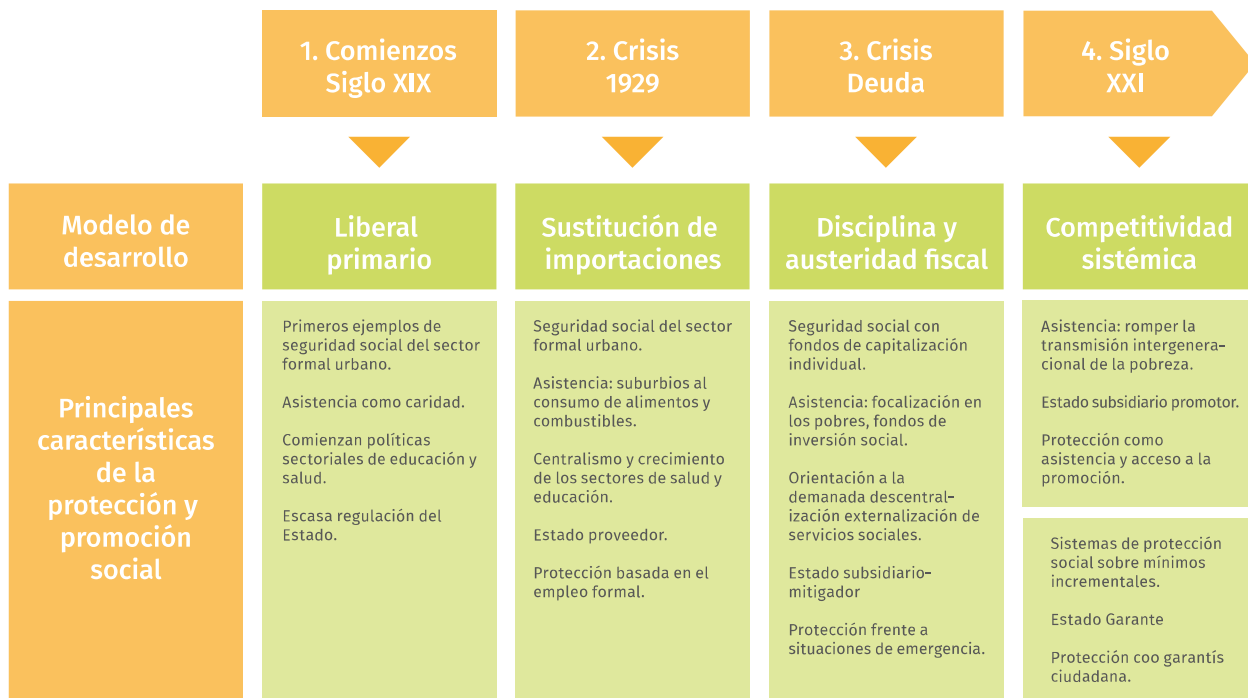 1. Comienzos
Siglo XIX
2. Crisis
1929
3. Crisis
Deuda
4. Siglo
XXI
Modelo de
desarrollo
Liberal
primario
Sustitución de
importaciones
Disciplina y
austeridad fiscal
Competitividad
sistémica
Principales
características
de la
protección y
promoción
social
Primeros ejemplos de
seguridad social del sector
formal urbano.
Asistencia como caridad.
Comienzan políticas
sectoriales de educación y
salud.
Escasa regulación del
Estado.
Seguridad social del sector
formal urbano.
Asistencia: suburbios al
consumo de alimentos y
combustibles.
Centralismo y crecimiento
de los sectores de salud y
educación.
Estado proveedor.
Protección basada en el
empleo formal.
Seguridad social con
fondos de capitalización
individual.
Asistencia: focalización en
los pobres, fondos de
inversión social.
Orientación a la
demanada descentral-
ización externalización de
servicios sociales.
Estado subsidiario-
mitigador
Protección frente a
situaciones de emergencia.
Asistencia: romper la
transmisión intergenera-
cional de la pobreza.
Estado subsidiario promotor.
Protección como
asistencia y acceso a la
promoción.
Sistemas de protección
social sobre mínimos
incrementales.
Estado Garante
Protección coo garantís
ciudadana.